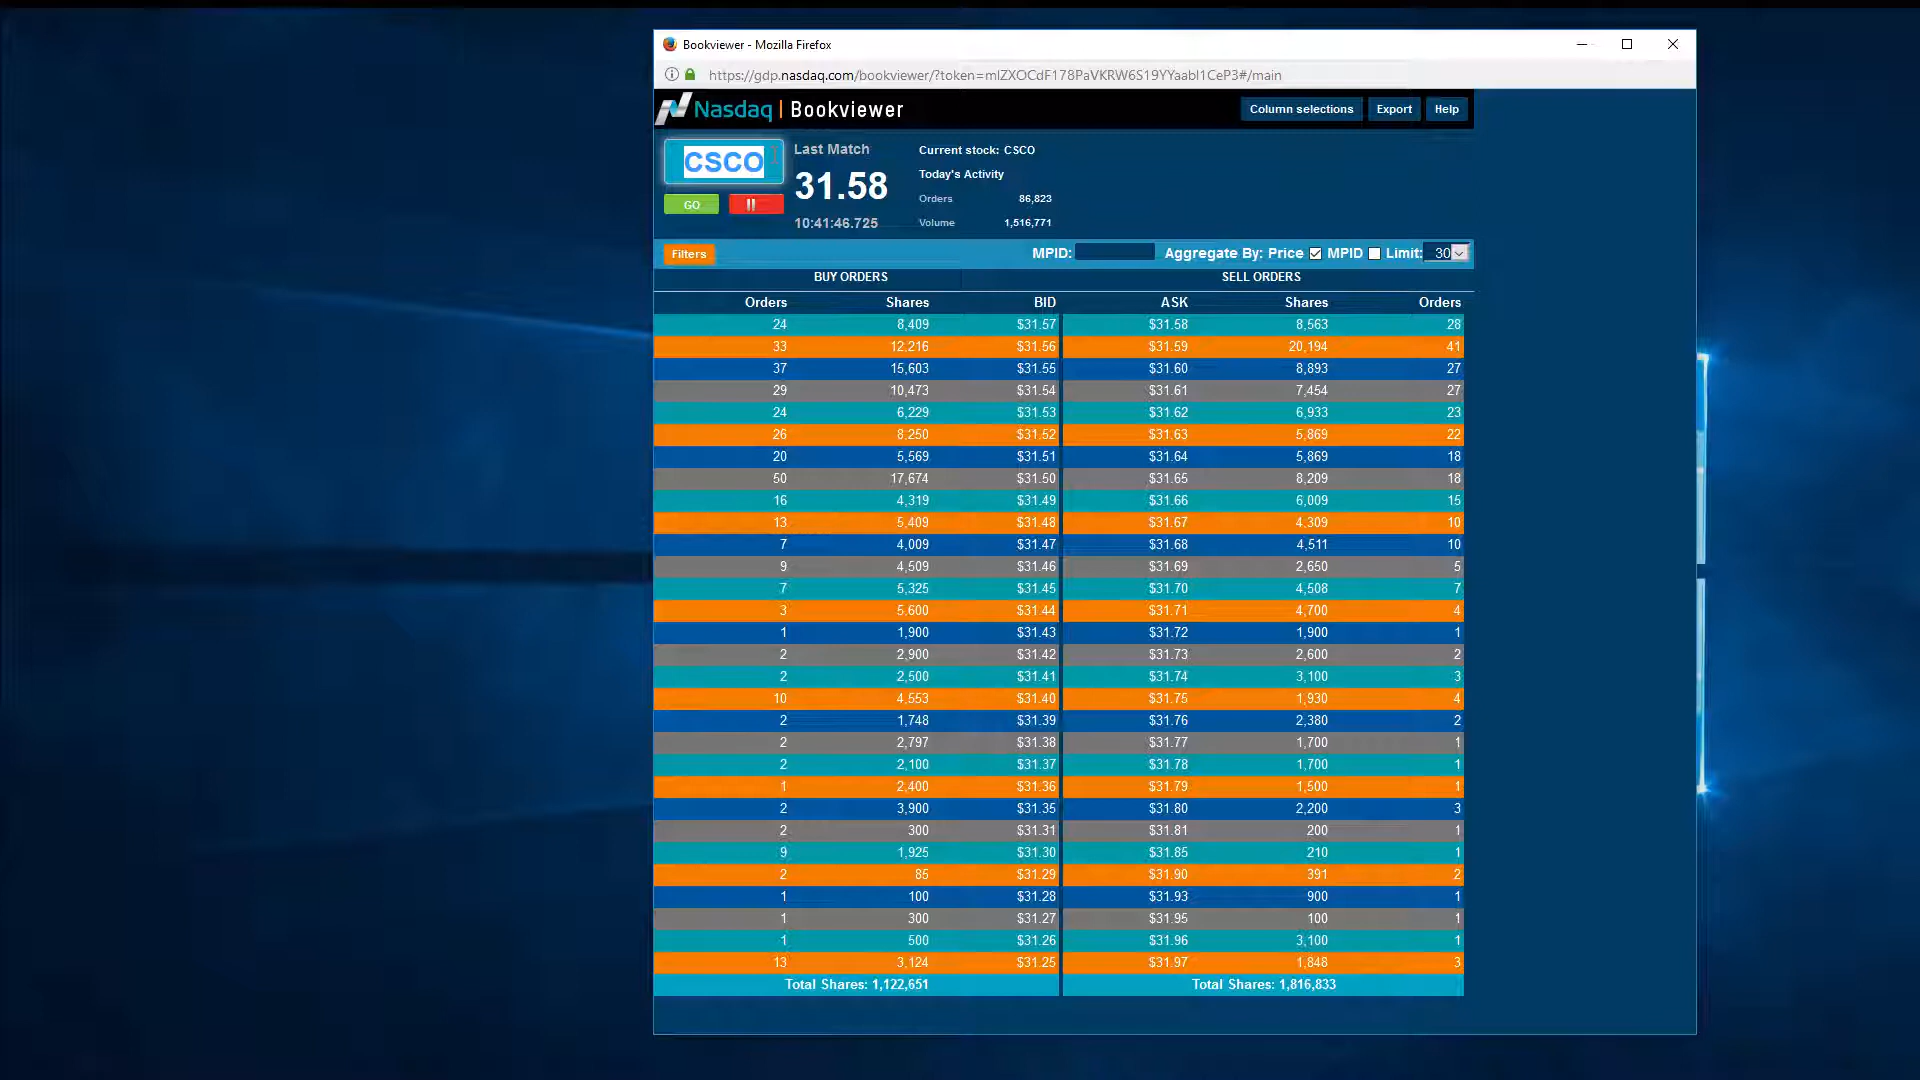 Bookviewer - Mozilla Firefox
https://gdp.nasdaq.com/bookviewer/?token=mlZXOCdF178PaVKRW6S19YYaabl1CeP3#/main
Nasdaq | Bookviewer Column selections Export Help
CSCO Last Match Current stock: CSCO
31.58 Today's Activity
Orders 86,823
GO 10:41:46.725 Volume 1,516,771
Filters MPID: Aggregate By: Price MPID Limit: 30
BUY ORDERS SELL ORDERS
Orders Shares BID ASK Shares Orders
24 8,409 $31.57 $31.58 8,563 28
33 12,216 $31.56 $31.59 20,194 41
37 15,603 $31.55 $31.60 8,893 27
29 10,473 $31.54 $31.61 7,454 27
24 6,229 $31.53 $31.62 6,933 23
26 8,250 $31.52 $31.63 5,869 22
20 5,569 $31.51 $31.64 5,869 18
50 17,674 $31.50 $31.65 8,209 18
16 4,319 $31.49 $31.66 6,009 15
13 5,409 $31.48 $31.67 4,309 10
7 4,009 $31.47 $31.68 4,511 10
9 4,509 $31.46 $31.69 2,650 5
7 5,325 $31.45 $31.70 4,508 7
3 5,600 $31.44 $31.71 4,700 4
1 1,900 $31.43 $31.72 1,900 1
2 2,900 $31.42 $31.73 2,600 2
2 2,500 $31.41 $31.74 3,100 3
10 4,553 $31.40 $31.75 1,930 4
2 1,748 $31.39 $31.76 2,380 2
2 2,797 $31.38 $31.77 1,700 1
2 2,100 $31.37 $31.78 1,700 1
1 2,400 $31.36 $31.79 1,500 1
2 3,900 $31.35 $31.80 2,200 3
2 300 $31.31 $31.81 200 1
9 1,925 $31.30 $31.85 210 1
2 85 $31.29 $31.90 391 2
1 100 $31.28 $31.93 900 1
1 300 $31.27 $31.95 100 1
1 500 $31.26 $31.96 3,100 1
13 3,124 $31.25 $31.97 1,848 3
Total Shares: 1,122,651 Total Shares: 1,816,833